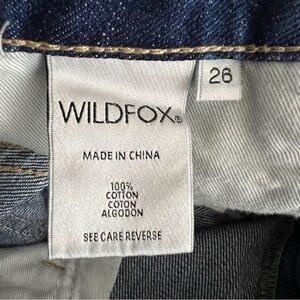 WILDFOX®
26
MADE IN CHINA
100%
COTTON
COTON
ALGODON
SEE CARE REVERSE